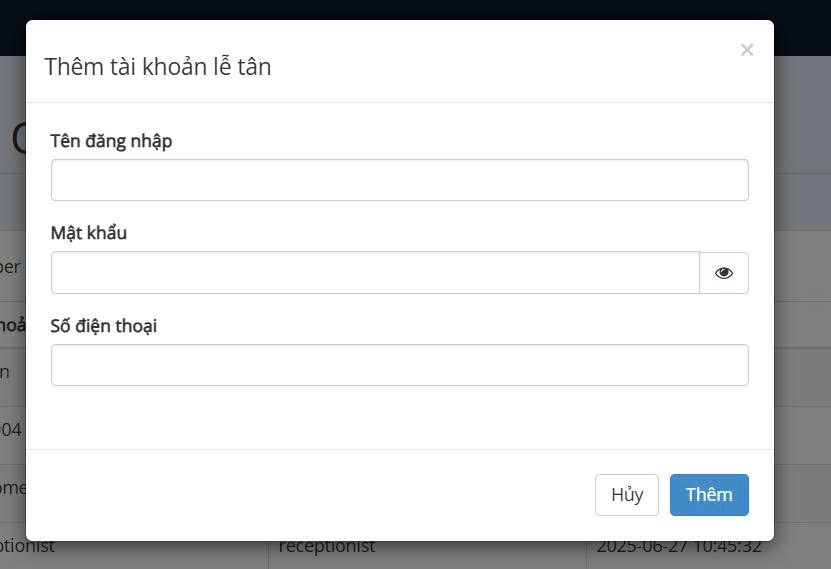 Thêm tài khoản lễ tân
×
Tên đăng nhập
Mật khẩu
Số điện thoại
Hủy Thêm
receptionist 2025-06-27 10:45:32